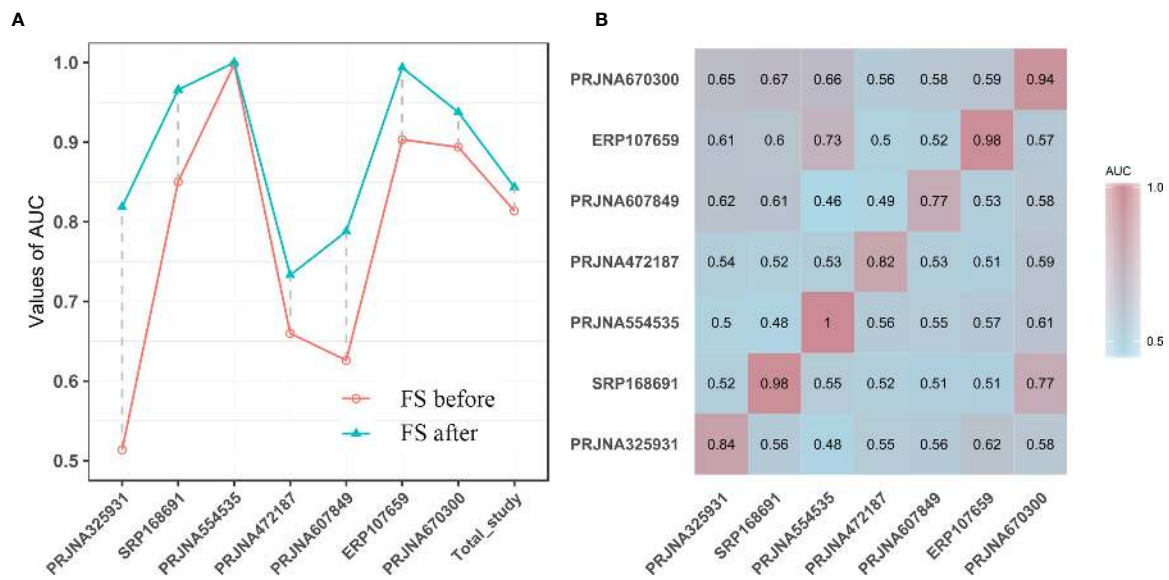 A
Values of AUC
1.0
0.9
0.8
0.7
0.6
0.5
FS before
FS after
PRJNA325931
SRP168691
PRJNA554535
PRJNA472187
PRJNA607849
ERP107659
PRJNA670300
Total_study
B
PRJNA670300 0.65 0.67 0.66 0.56 0.58 0.59 0.94
ERP107659 0.61 0.6 0.73 0.5 0.52 0.98 0.57
PRJNA607849 0.62 0.61 0.46 0.49 0.77 0.53 0.58
PRJNA472187 0.54 0.52 0.53 0.82 0.53 0.51 0.59
PRJNA554535 0.5 0.48 1 0.56 0.55 0.57 0.61
SRP168691 0.52 0.98 0.55 0.52 0.51 0.51 0.77
PRJNA325931 0.84 0.56 0.48 0.55 0.56 0.62 0.58
PRJNA325931
SRP168691
PRJNA554535
PRJNA472187
PRJNA607849
ERP107659
PRJNA670300
AUC
1.0
0.5